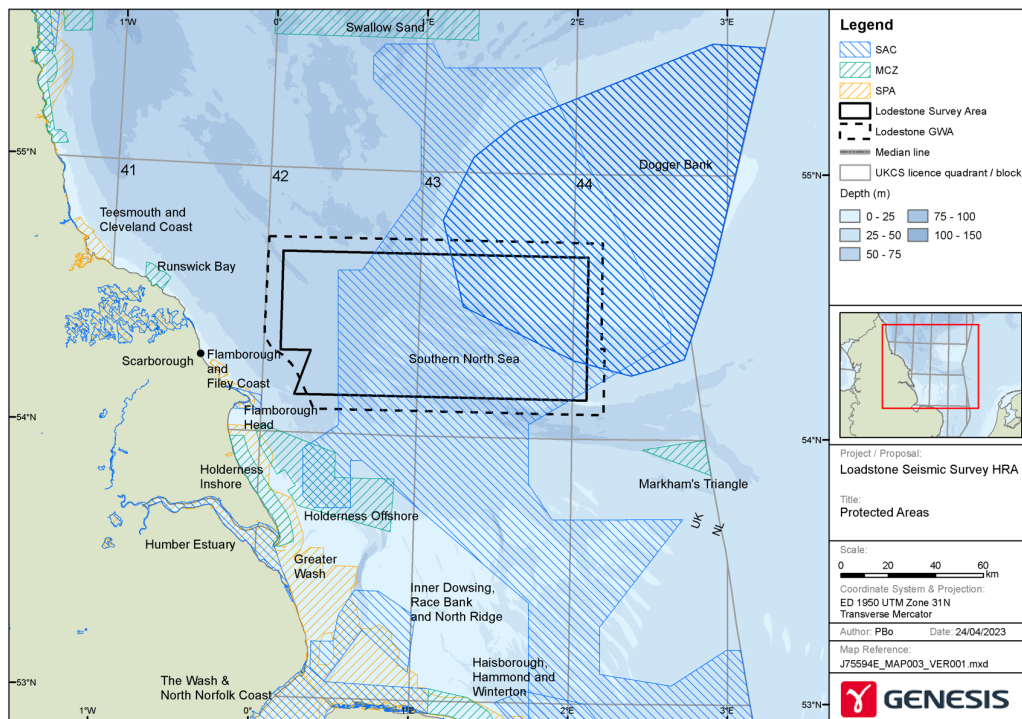 1°W
0°
1°E
2°E
3°E
Swallow Sand
55°N
41
42
43
44
Dogger Bank
55°N
Teesmouth and
Cleveland Coast
Runswick Bay
Scarborough
Flamborough
and
Filey Coast
Southern North Sea
54°N
Flamborough
Head
54°N
Holderness
Inshore
Markham's Triangle
Holderness Offshore
UK
NL
Humber Estuary
Greater
Wash
Inner Dowsing,
Race Bank
and North Ridge
Haisborough,
Hammond and
Winterton
53°N
The Wash &
North Norfolk Coast
53°N
1°W
0°
1°E
2°E
3°E
Legend
SAC
MCZ
SPA
Lodestone Survey Area
Lodestone GWA
Median line
UKCS licence quadrant / block
Depth (m)
0 - 25
25 - 50
50 - 75
75 - 100
100 - 150
Project / Proposal:
Loadstone Seismic Survey HRA
Title:
Protected Areas
Scale:
0 20 40 60
km
Coordinate System & Projection:
ED 1950 UTM Zone 31N
Transverse Mercator
Author: PBo Date: 24/04/2023
Map Reference:
J75594E_MAP003_VER001.mxd
GENESIS